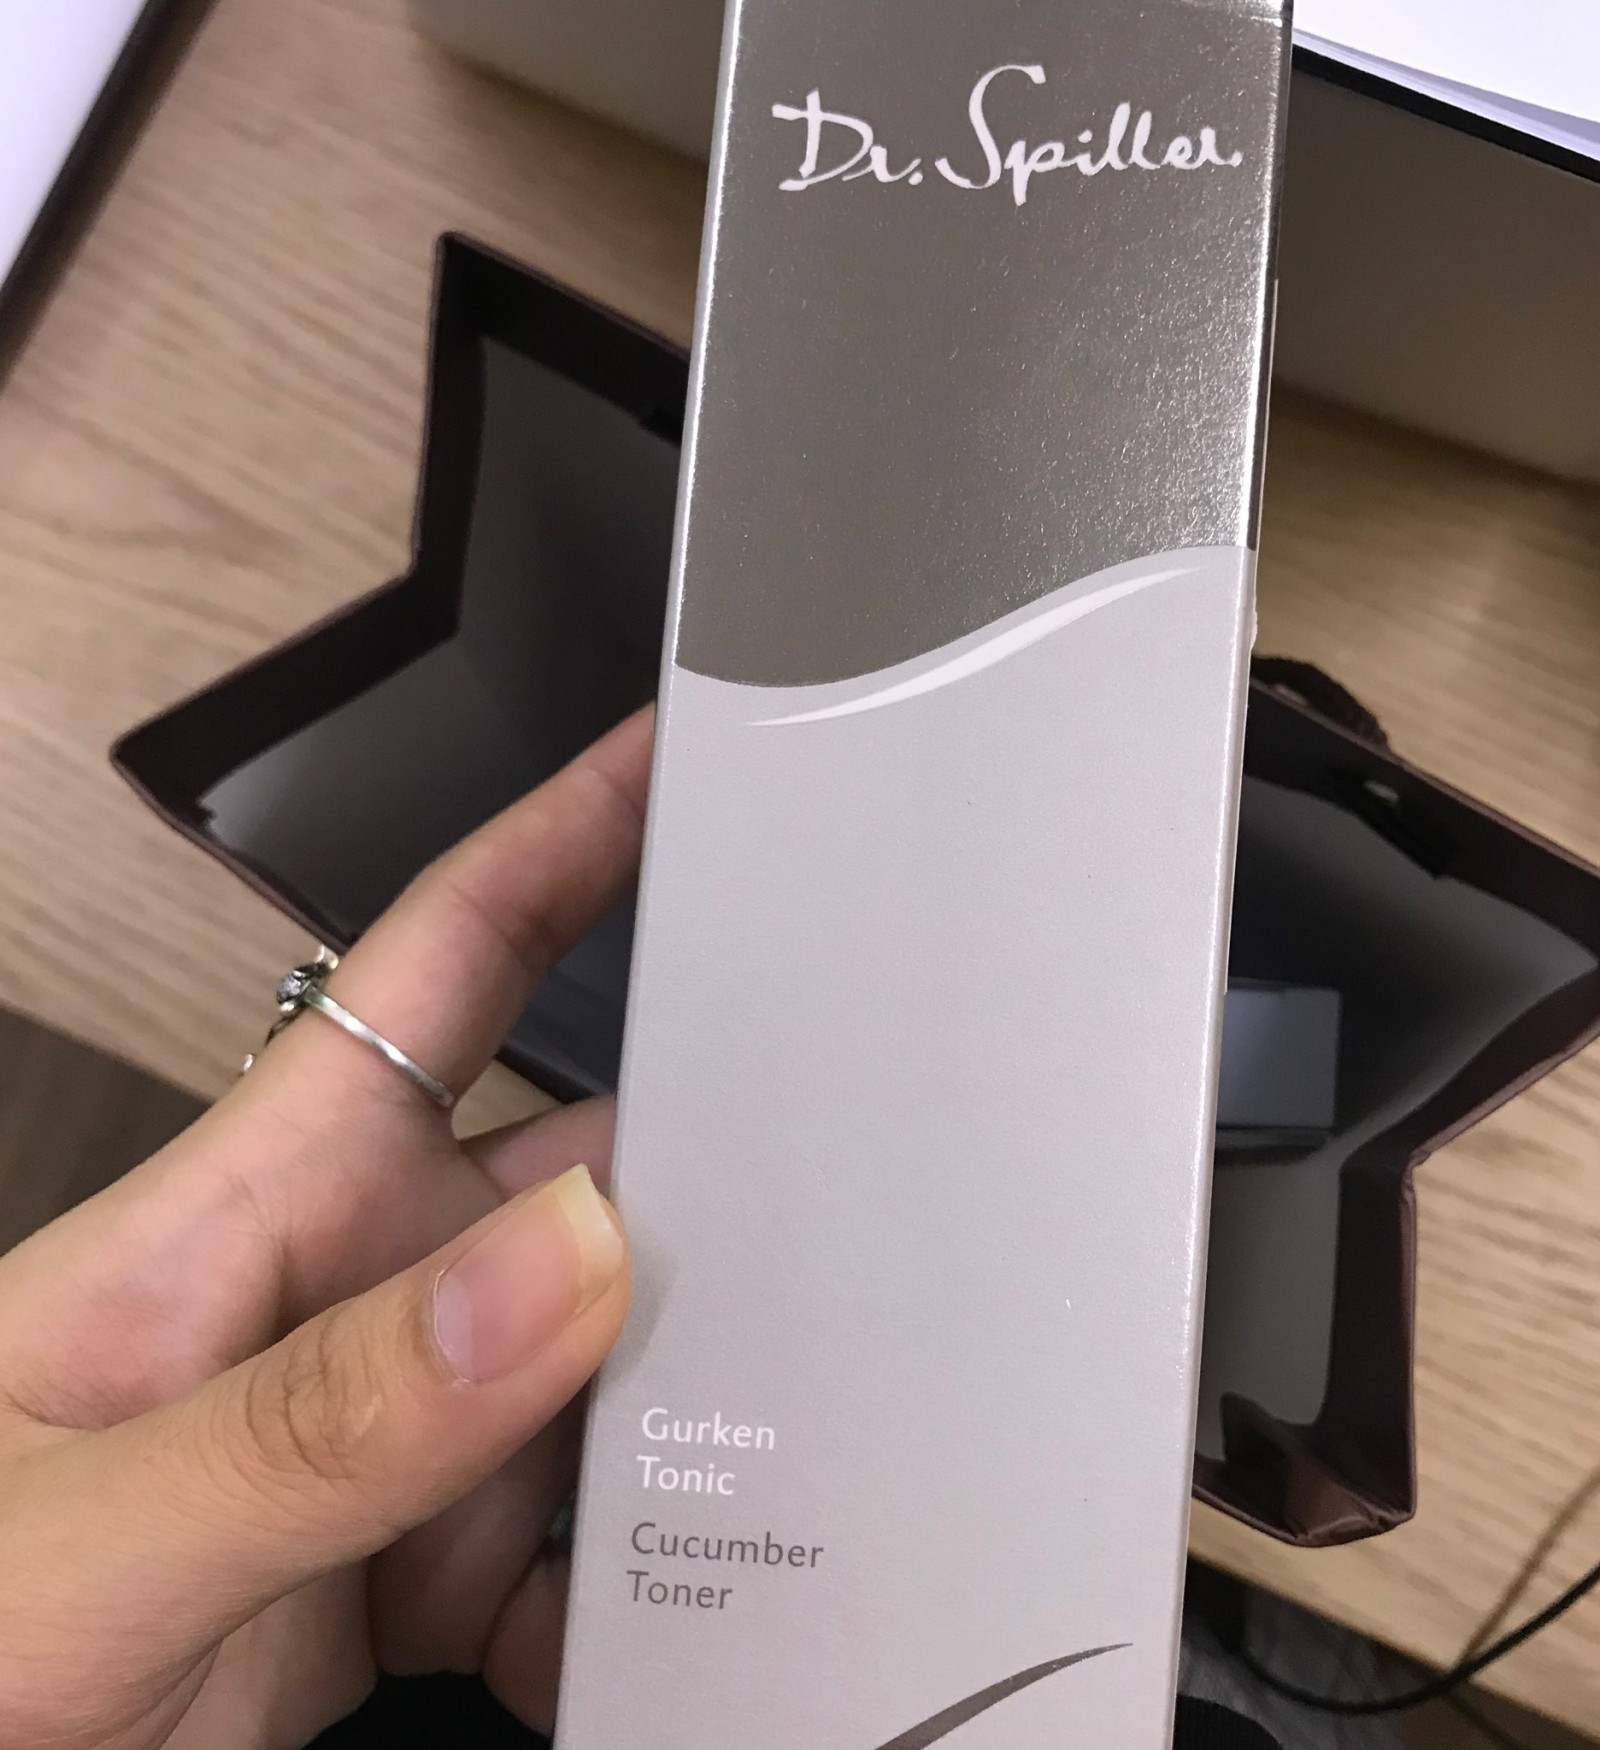 Dr. Spiller
Gurken
Tonic
Cucumber
Toner